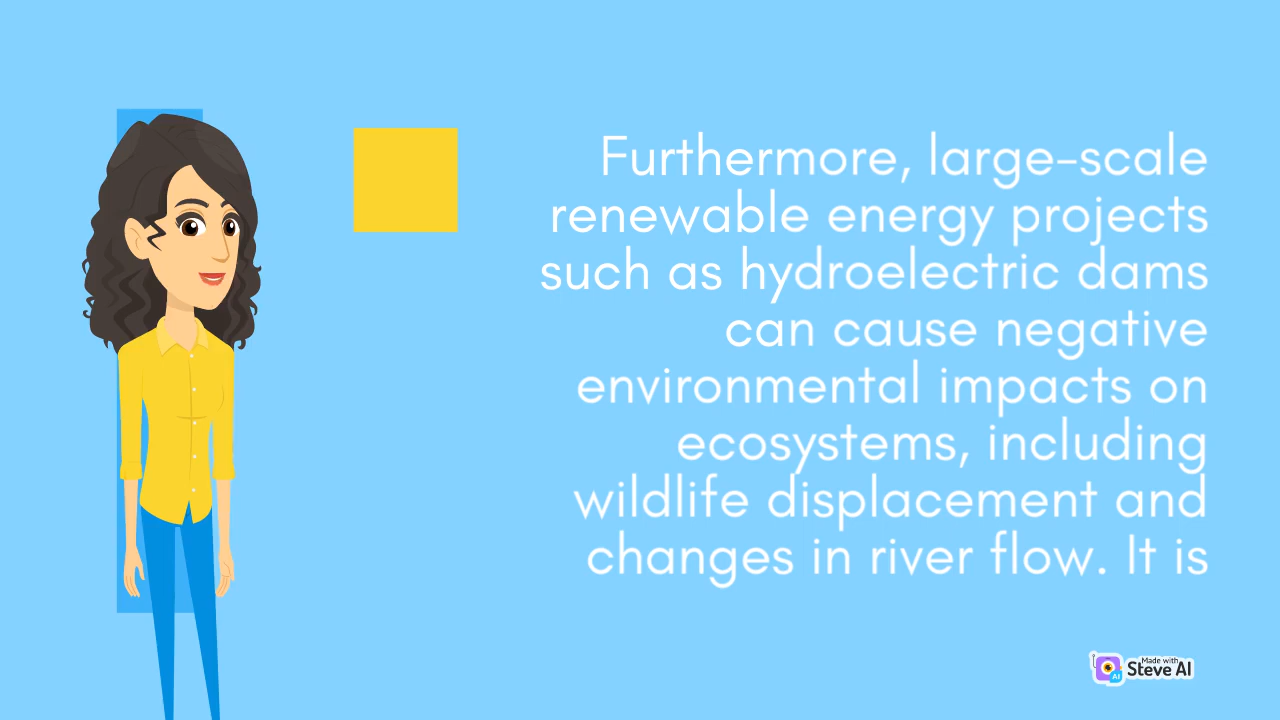 Furthermore, large-scale
renewable energy projects
such as hydroelectric dams
can cause negative
environmental impacts on
ecosystems, including
wildlife displacement and
changes in river flow. It is
Made with
Steve AI
AI